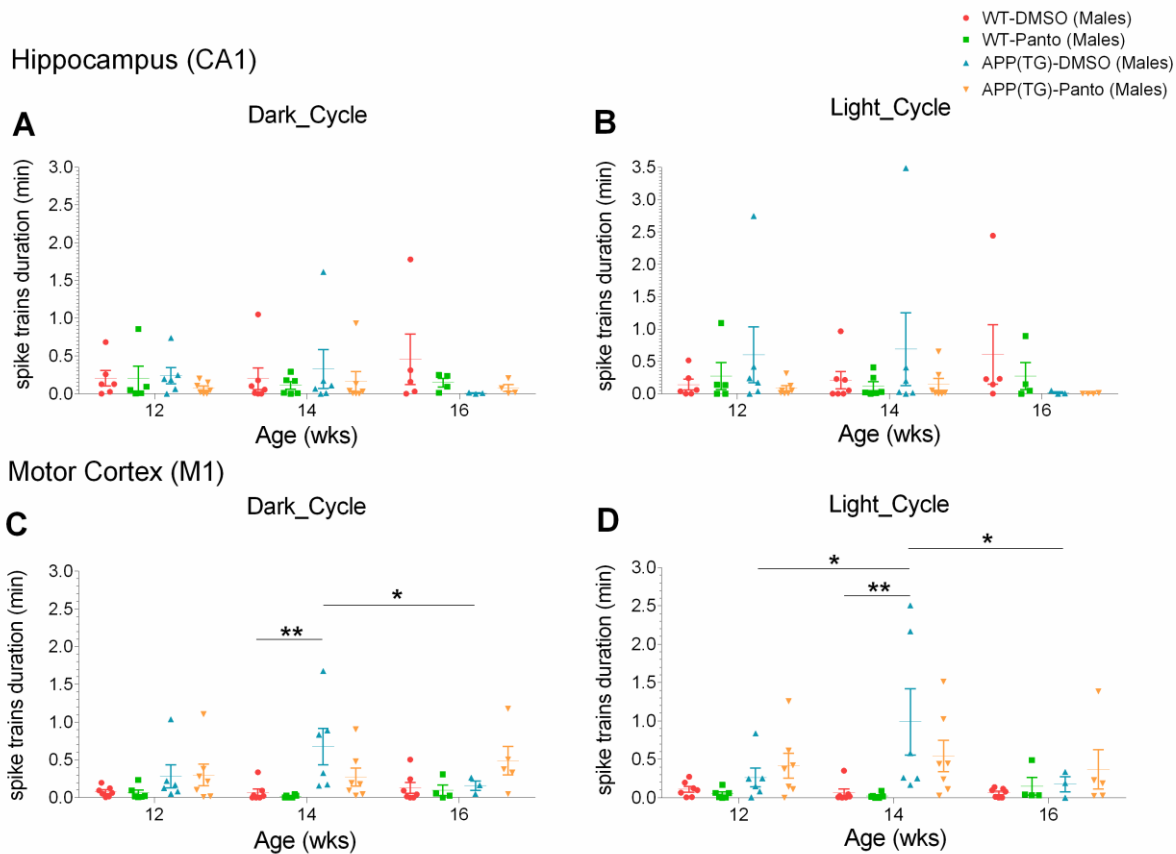 WT-DMSO (Males)
WT-Panto (Males)
APP(TG)-DMSO (Males)
APP(TG)-Panto (Males)
Hippocampus (CA1)
A
Dark_Cycle
spike trains duration (min)
3.0
2.5
2.0
1.5
1.0
0.5
0.0
12
14
16
Age (wks)
B
Light_Cycle
spike trains duration (min)
3.5
3.0
2.5
2.0
1.5
1.0
0.5
0.0
12
14
16
Age (wks)
Motor Cortex (M1)
C
Dark_Cycle
spike trains duration (min)
3.0
2.5
2.0
1.5
1.0
0.5
0.0
**
*
12
14
16
Age (wks)
D
Light_Cycle
spike trains duration (min)
3.0
2.5
2.0
1.5
1.0
0.5
0.0
*
**
*
12
14
16
Age (wks)